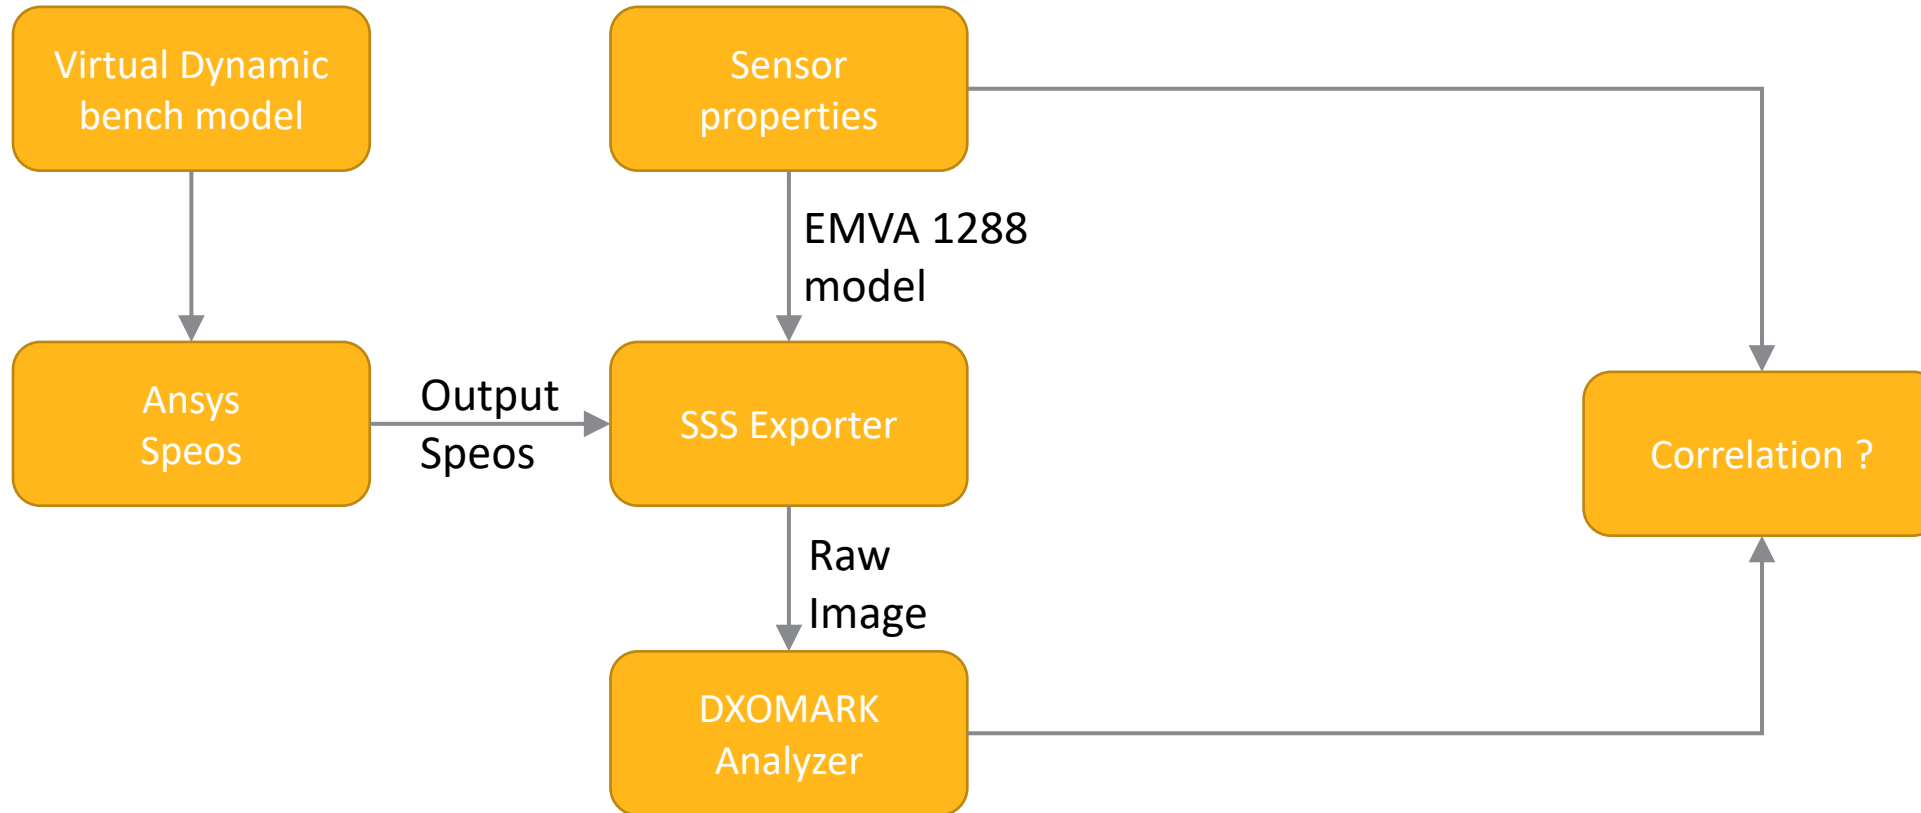 Virtual Dynamic
bench model
Sensor
properties
EMVA 1288
model
Ansys
Speos
Output
Speos
SSS Exporter
Correlation ?
Raw
Image
DXOMARK
Analyzer